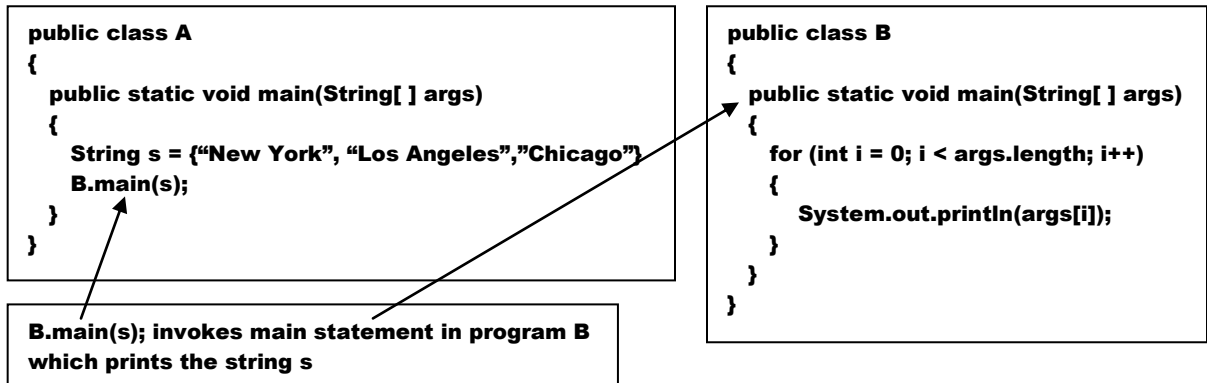 public class A
{
public static void main(String[ ] args)
{
String s = {“New York”, “Los Angeles”,”Chicago”}
B.main(s);
}
}
B.main(s); invokes main statement in program B
which prints the string s
public class B
{
public static void main(String[ ] args)
{
for (int i = 0; i < args.length; i++)
{
System.out.println(args[i]);
}
}
}